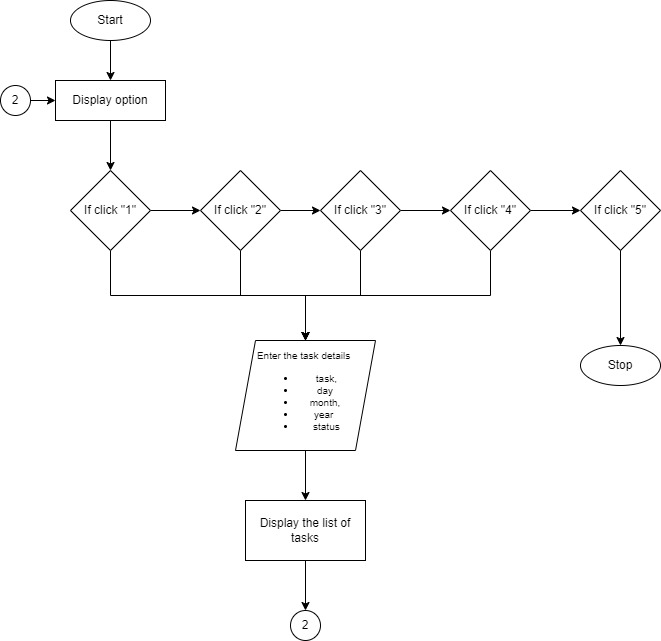 Start
2
Display option
If click "1"
If click "2"
If click "3"
If click "4"
If click "5"
Enter the task details
• task,
• day
• month,
• year
• status
Stop
Display the list of
tasks
2